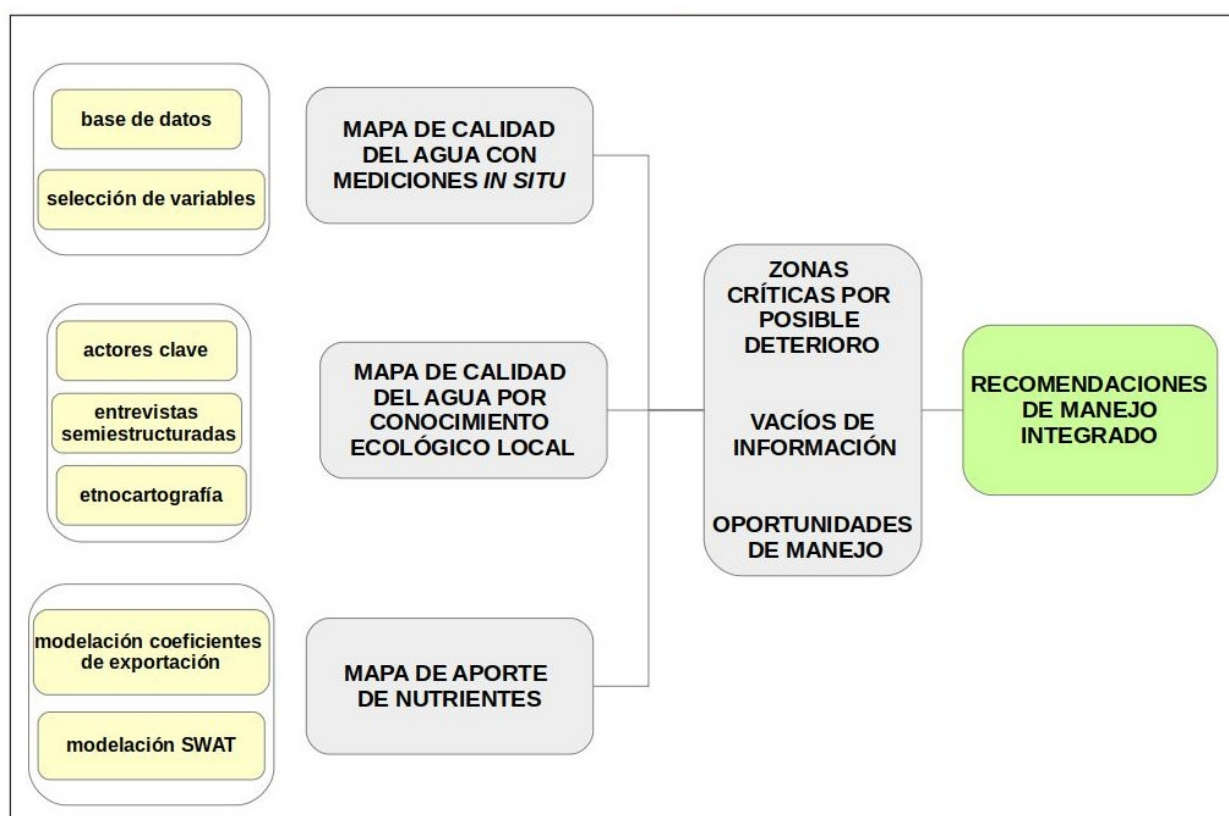 base de datos
selección de variables
MAPA DE CALIDAD
DEL AGUA CON
MEDICIONES IN SITU
actores clave
entrevistas
semiestructuradas
etnocartografía
MAPA DE CALIDAD
DEL AGUA POR
CONOCIMIENTO
ECOLÓGICO LOCAL
modelación coeficientes
de exportación
modelación SWAT
MAPA DE APORTE
DE NUTRIENTES
ZONAS
CRÍTICAS POR
POSIBLE
DETERIORO
VACÍOS DE
INFORMACIÓN
OPORTUNIDADES
DE MANEJO
RECOMENDACIONES
DE MANEJO
INTEGRADO